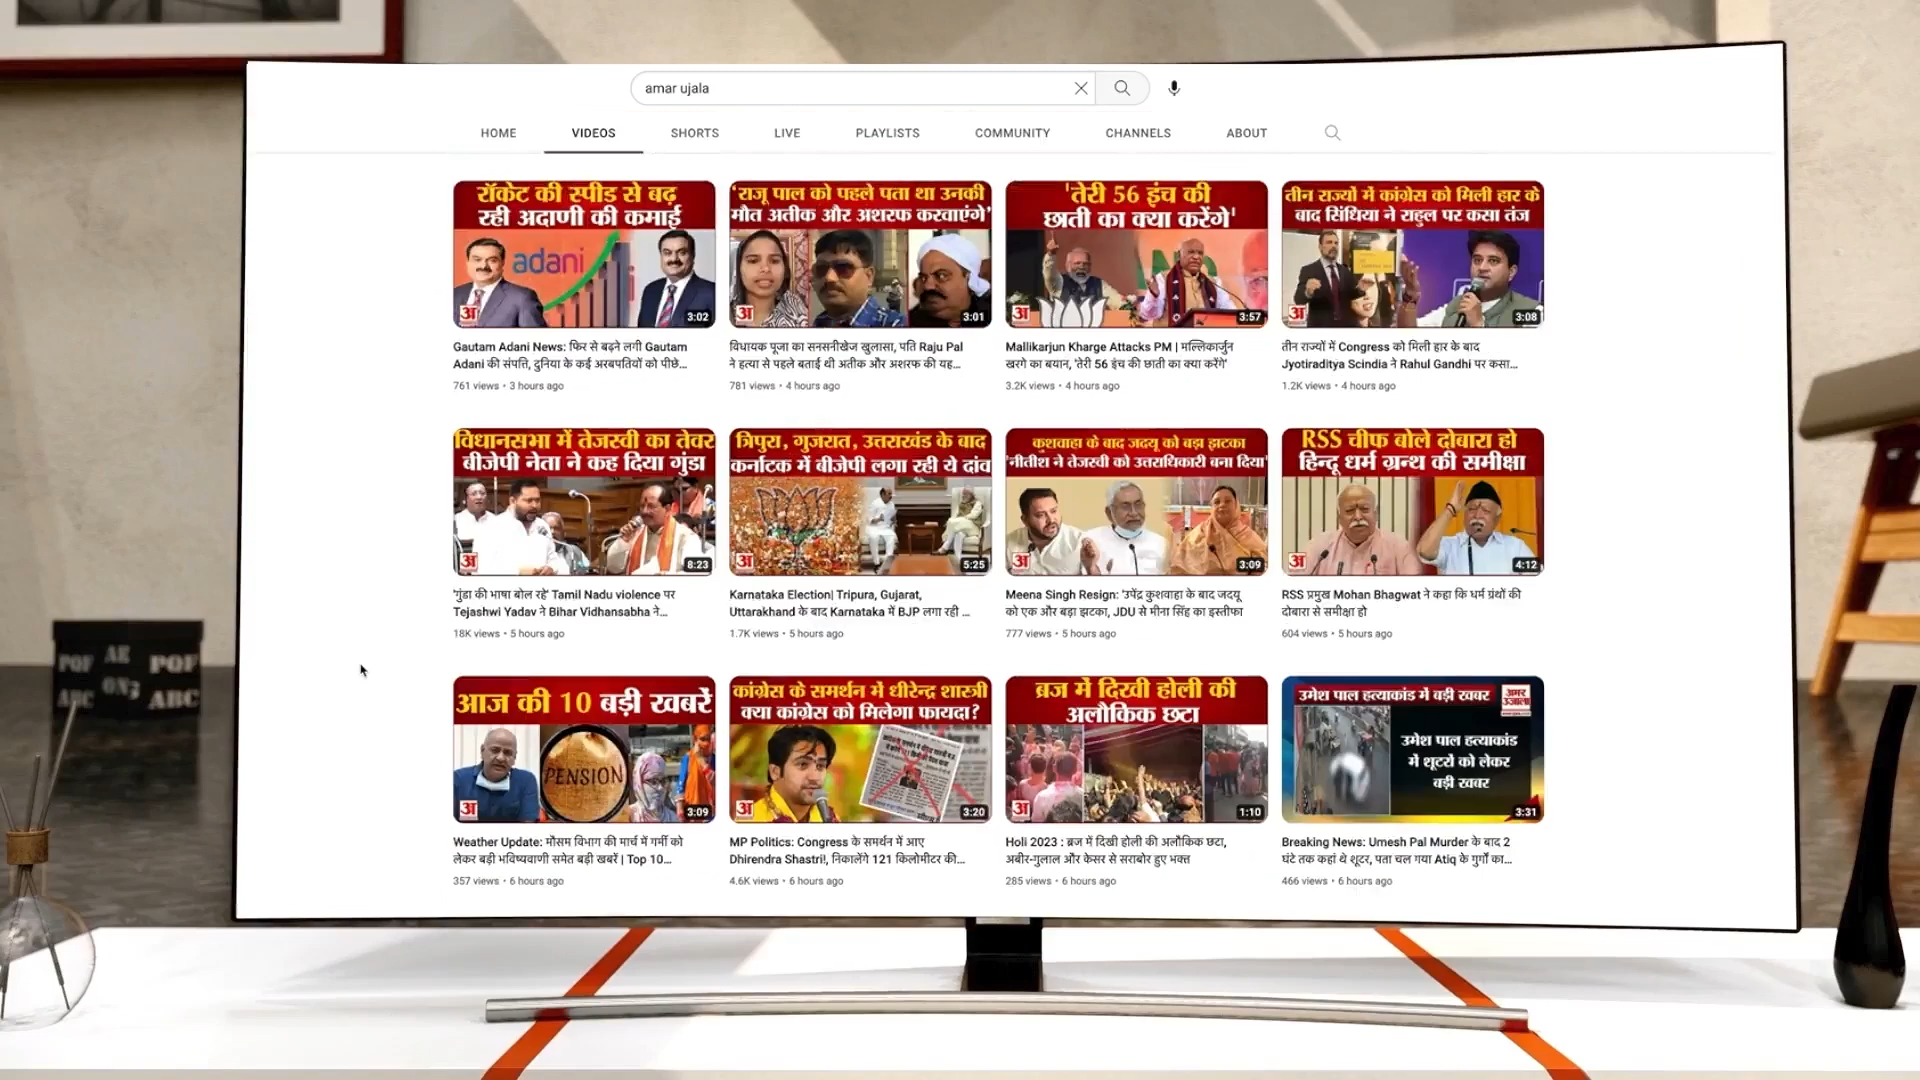 amar ujala
HOME VIDEOS SHORTS LIVE PLAYLISTS COMMUNITY CHANNELS ABOUT
रॉकेट की स्पीड से बढ़
रही अदाणी की कमाई
adani
3:02
Gautam Adani News: फिर से बढ़ने लगी Gautam
Adani की संपत्ति, दुनिया के कई अरबपतियों को पीछे...
761 views • 3 hours ago
'राजू पाल को पहले पता था उनकी
मौत अतीक और अशरफ करवाएंगे'
3:01
विधायक पूजा का सनसनीखेज खुलासा, पति Raju Pal
ने हत्या से पहले बताई थी अतीक और अशरफ की यह...
781 views • 4 hours ago
'तेरी 56 इंच की
छाती का क्या करेंगे'
3:57
Mallikarjun Kharge Attacks PM | मल्लिकार्जुन
खरगे का बयान, 'तेरी 56 इंच की छाती का क्या करेंगे'
3.2K views • 4 hours ago
तीन राज्यों में कांग्रेस को मिली हार के
बाद सिंधिया ने राहुल पर कसा तंज
3:08
तीन राज्यों में Congress को मिली हार के बाद
Jyotiraditya Scindia ने Rahul Gandhi पर कसा...
1.2K views • 4 hours ago
विधानसभा में तेजस्वी का तेवर
बीजेपी नेता ने कह दिया गुंडा
अ
8:23
'गुंडा की भाषा बोल रहे' Tamil Nadu violence पर
Tejashwi Yadav ने Bihar Vidhansabha ने...
18K views • 5 hours ago
त्रिपुरा, गुजरात, उत्तराखंड के बाद
कर्नाटक में बीजेपी लगा रही ये दांव
अ
5:25
Karnataka Election| Tripura, Gujarat,
Uttarakhand के बाद Karnataka में BJP लगा रही ...
1.7K views • 5 hours ago
कुशवाहा के बाद जदयू को बड़ा झटका
'नीतीश ने तेजस्वी को उत्तराधिकारी बना दिया'
अ
3:09
Meena Singh Resign: 'उपेंद्र कुशवाहा के बाद जदयू
को एक और बड़ा झटका, JDU से मीना सिंह का इस्तीफा
777 views • 5 hours ago
RSS चीफ बोले दोबारा हो
हिन्दू धर्म ग्रन्थ की समीक्षा
अ
4:12
RSS प्रमुख Mohan Bhagwat ने कहा कि धर्म ग्रंथों की
दोबारा से समीक्षा हो
604 views • 5 hours ago
आज की 10 बड़ी खबरें
PENSION
अ
3:09
Weather Update: मौसम विभाग की मार्च में गर्मी को
लेकर बड़ी भविष्यवाणी समेत बड़ी खबरें | Top 10...
357 views • 6 hours ago
कांग्रेस के समर्थन में धीरेन्द्र शास्त्री
क्या कांग्रेस को मिलेगा फायदा?
अ
3:20
MP Politics: Congress के समर्थन में आए
Dhirendra Shastri!, निकालेंगे 121 किलोमीटर की...
4.6K views • 6 hours ago
ब्रज में दिखी होली की
अलौकिक छटा
अ
1:10
Holi 2023 : ब्रज में दिखी होली की अलौकिक छटा,
अबीर-गुलाल और केसर से सराबोर हुए भक्त
285 views • 6 hours ago
उमेश पाल हत्याकांड में बड़ी खबर
अमर उजाला
उमेश पाल हत्याकांड
में शूटरों को लेकर
बड़ी खबर
3:31
Breaking News: Umesh Pal Murder के बाद 2
घंटे तक कहां थे शूटर, पता चल गया Atiq के गुर्गों का...
466 views • 6 hours ago